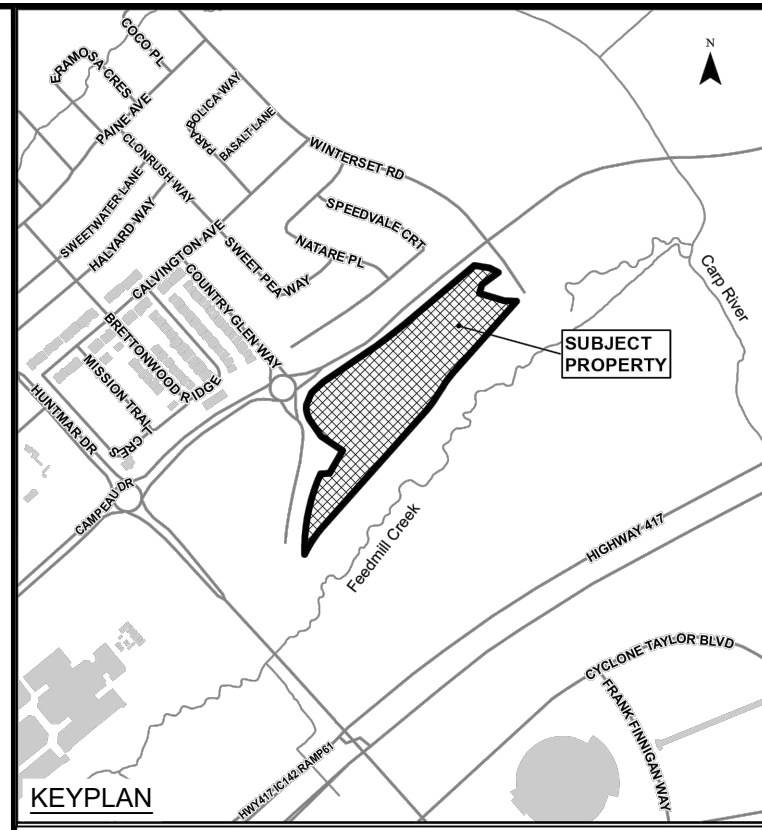 N
COCO PL
ERAMOSA CRES
PAINE AVE
BOLICA WAY
PARA
BASALT LANE
CLONRUSH WAY
WINTERSET RD
SWEETWATER LANE
HALYARD WAY
SPEEDVALE CRT
CALVINGTON AVE
SWEET PEA WAY
NATARE PL
COUNTRY GLEN WAY
Carp River
BRETTONWOOD RIDGE
SUBJECT
PROPERTY
MISSION TRAIL
CRES
HUNTMAR DR
CAMPEAU DR
Feedmill Creek
HIGHWAY 417
CYCLONE TAYLOR BLVD
FRANK FINNIGAN WAY
HWY417 IC142 RAMP61
KEYPLAN